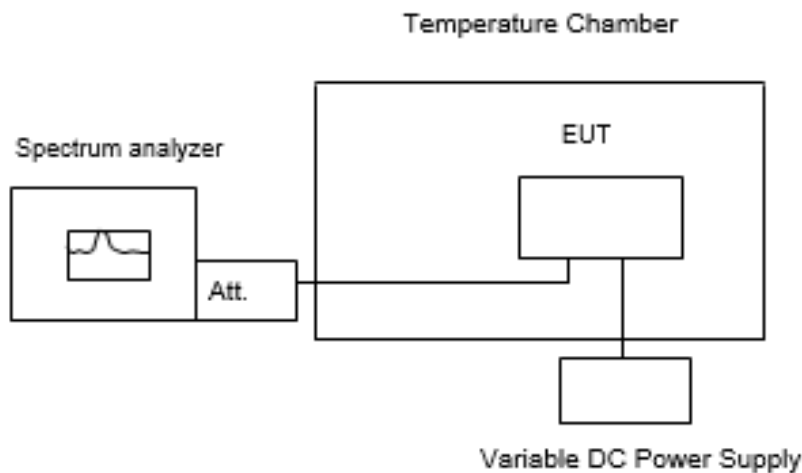 Temperature Chamber
EUT
Spectrum analyzer
Att.
Variable DC Power Supply